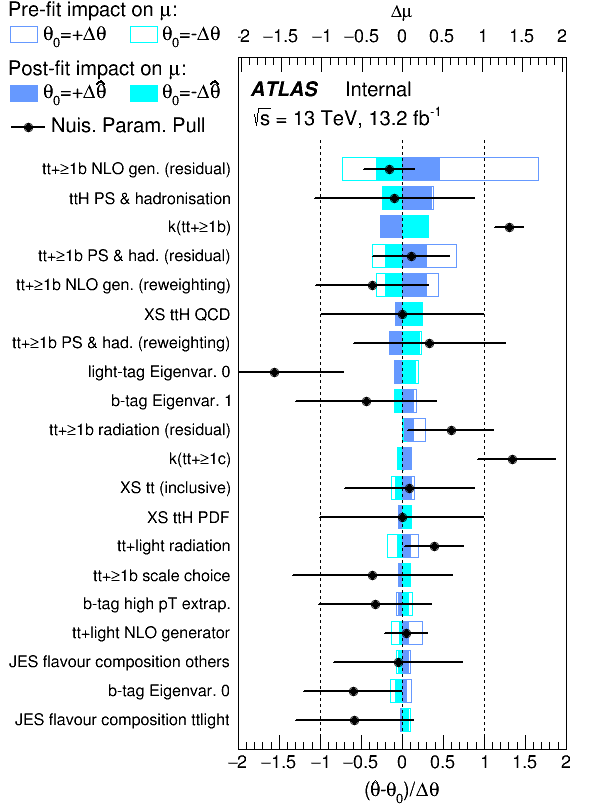 Pre-fit impact on μ:
θ₀=+Δθ θ₀=-Δθ
Post-fit impact on μ:
θ₀=+Δθ̂ θ₀=-Δθ̂
Nuis. Param. Pull
Δμ
−2 −1.5 −1 −0.5 0 0.5 1 1.5 2
ATLAS Internal
√s = 13 TeV, 13.2 fb⁻¹
tt+≥1b NLO gen. (residual)
ttH PS & hadronisation
k(tt+≥1b)
tt+≥1b PS & had. (residual)
tt+≥1b NLO gen. (reweighting)
XS ttH QCD
tt+≥1b PS & had. (reweighting)
light-tag Eigenvar. 0
b-tag Eigenvar. 1
tt+≥1b radiation (residual)
k(tt+≥1c)
XS tt (inclusive)
XS ttH PDF
tt+light radiation
tt+≥1b scale choice
b-tag high pT extrap.
tt+light NLO generator
JES flavour composition others
b-tag Eigenvar. 0
JES flavour composition ttlight
−2 −1.5 −1 −0.5 0 0.5 1 1.5 2
(θ̂-θ₀)/Δθ